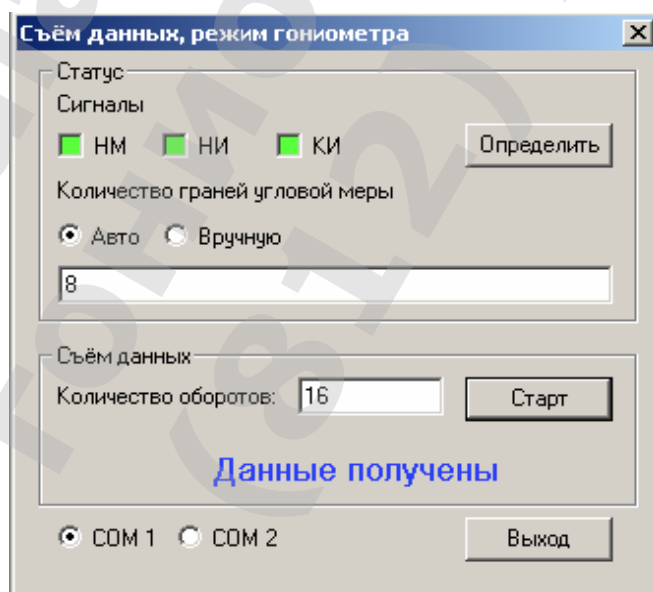 Съём данных, режим гониометра
Статус
Сигналы
НМ НИ КИ Определить
Количество граней угловой меры
Авто Вручную
8
Съём данных
Количество оборотов: 16 Старт
Данные получены
COM 1 COM 2 Выход